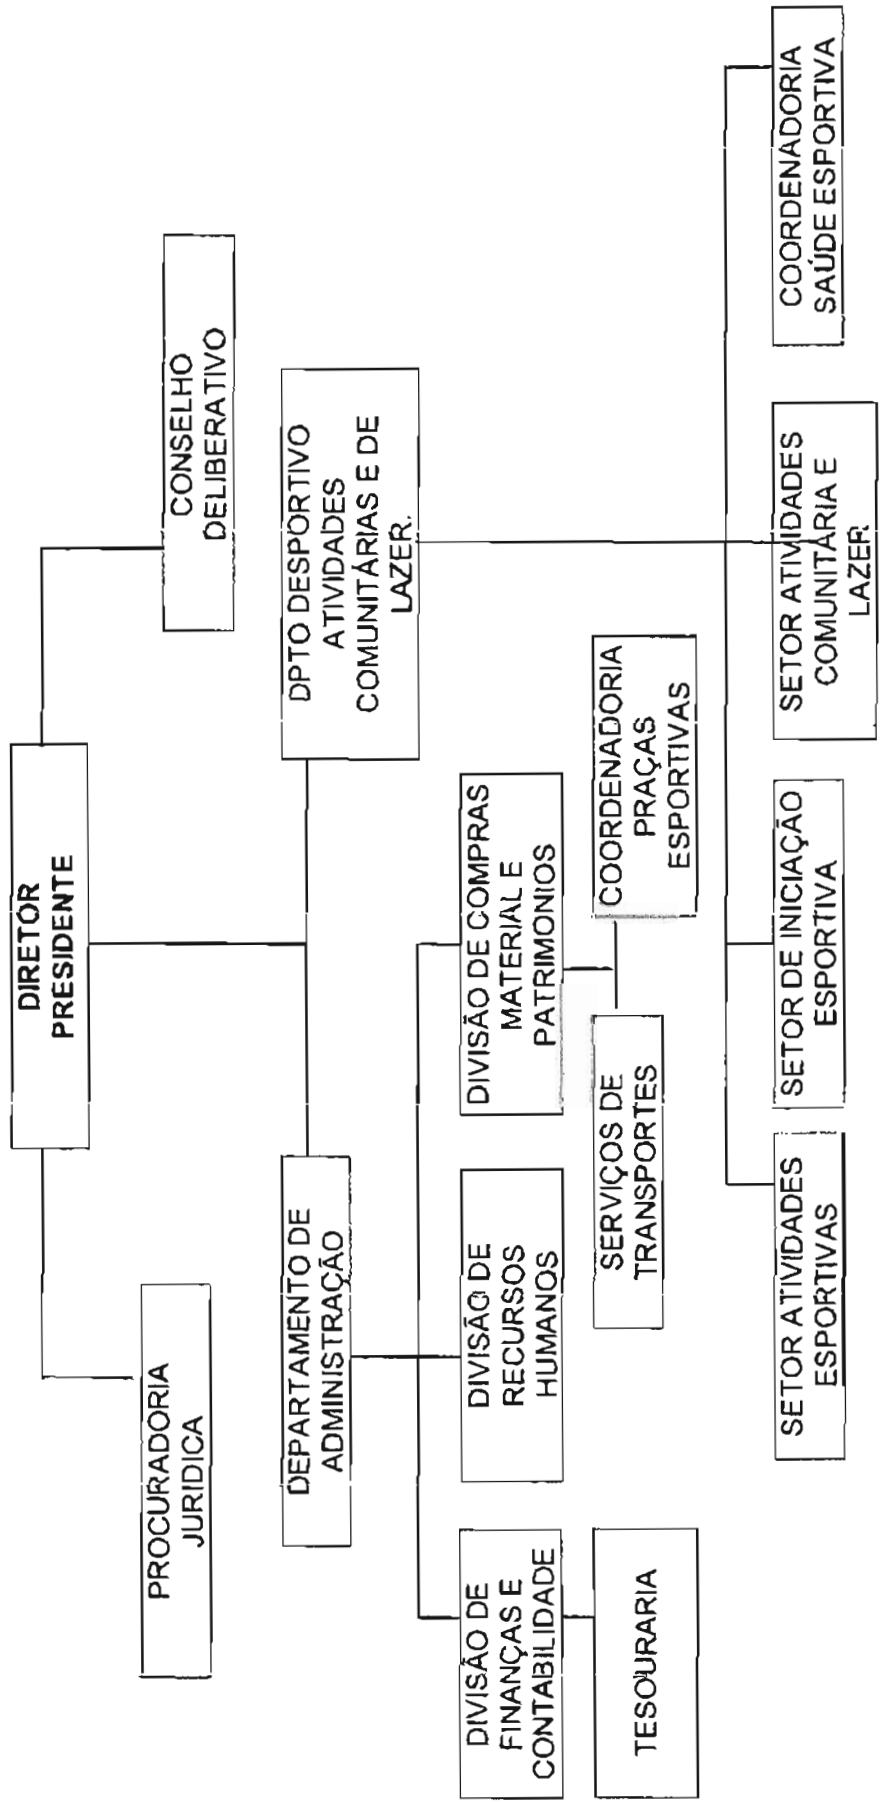 DIRETOR
PRESIDENTE
PROCURADORIA
JURIDICA
CONSELHO
DELIBERATIVO
DEPARTAMENTO DE
ADMINISTRAÇÃO
DPTO DESPORTIVO
ATIVIDADES
COMUNITÁRIAS E DE
LAZER.
DIVISÃO DE
FINANÇAS E
CONTABILIDADE
DIVISÃO DE
RECURSOS
HUMANOS
DIVISÃO DE COMPRAS
MATERIAL E
PATRIMONIOS
TESOURARIA
SERVIÇOS DE
TRANSPORTES
COORDENADORIA
PRAÇAS
ESPORTIVAS
SETOR ATIVIDADES
ESPORTIVAS
SETOR DE INICIAÇÃO
ESPORTIVA
SETOR ATIVIDADES
COMUNITÁRIA E
LAZER
COORDENADORIA
SAÚDE ESPORTIVA